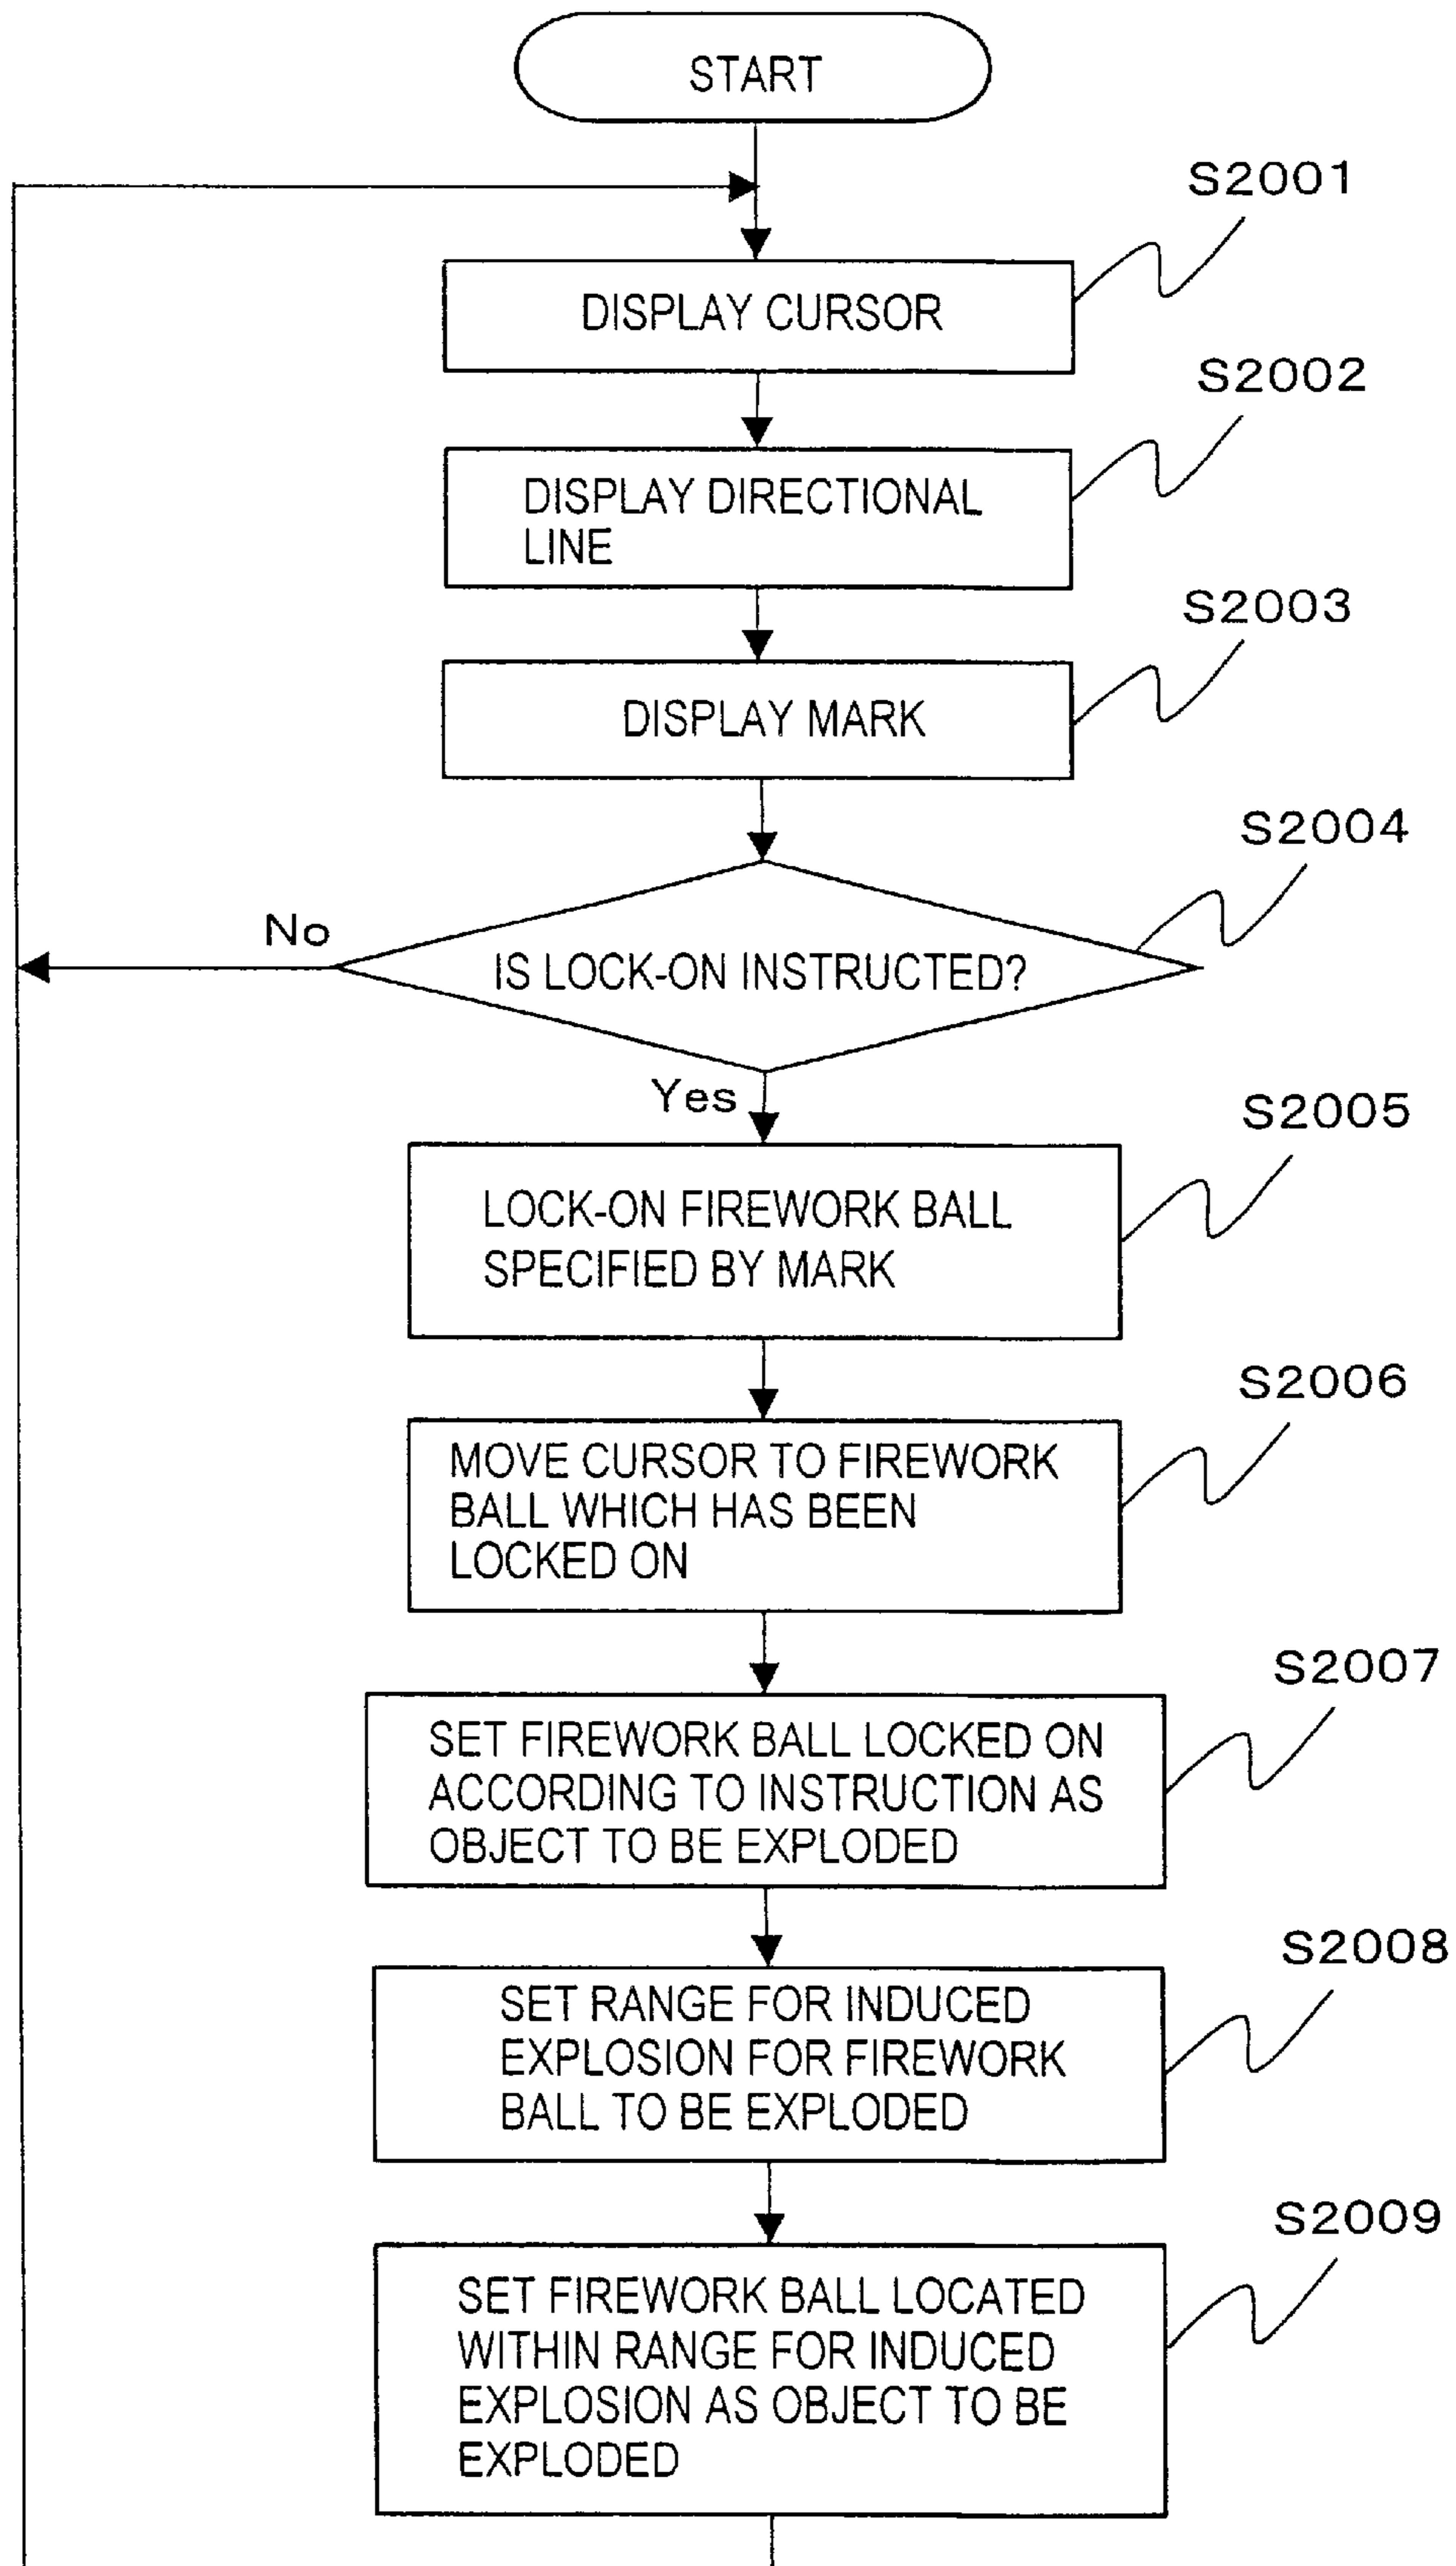 START
S2001
DISPLAY CURSOR
S2002
DISPLAY DIRECTIONAL
LINE
S2003
DISPLAY MARK
S2004
No
IS LOCK-ON INSTRUCTED?
Yes
S2005
LOCK-ON FIREWORK BALL
SPECIFIED BY MARK
S2006
MOVE CURSOR TO FIREWORK
BALL WHICH HAS BEEN
LOCKED ON
S2007
SET FIREWORK BALL LOCKED ON
ACCORDING TO INSTRUCTION AS
OBJECT TO BE EXPLODED
S2008
SET RANGE FOR INDUCED
EXPLOSION FOR FIREWORK
BALL TO BE EXPLODED
S2009
SET FIREWORK BALL LOCATED
WITHIN RANGE FOR INDUCED
EXPLOSION AS OBJECT TO BE
EXPLODED